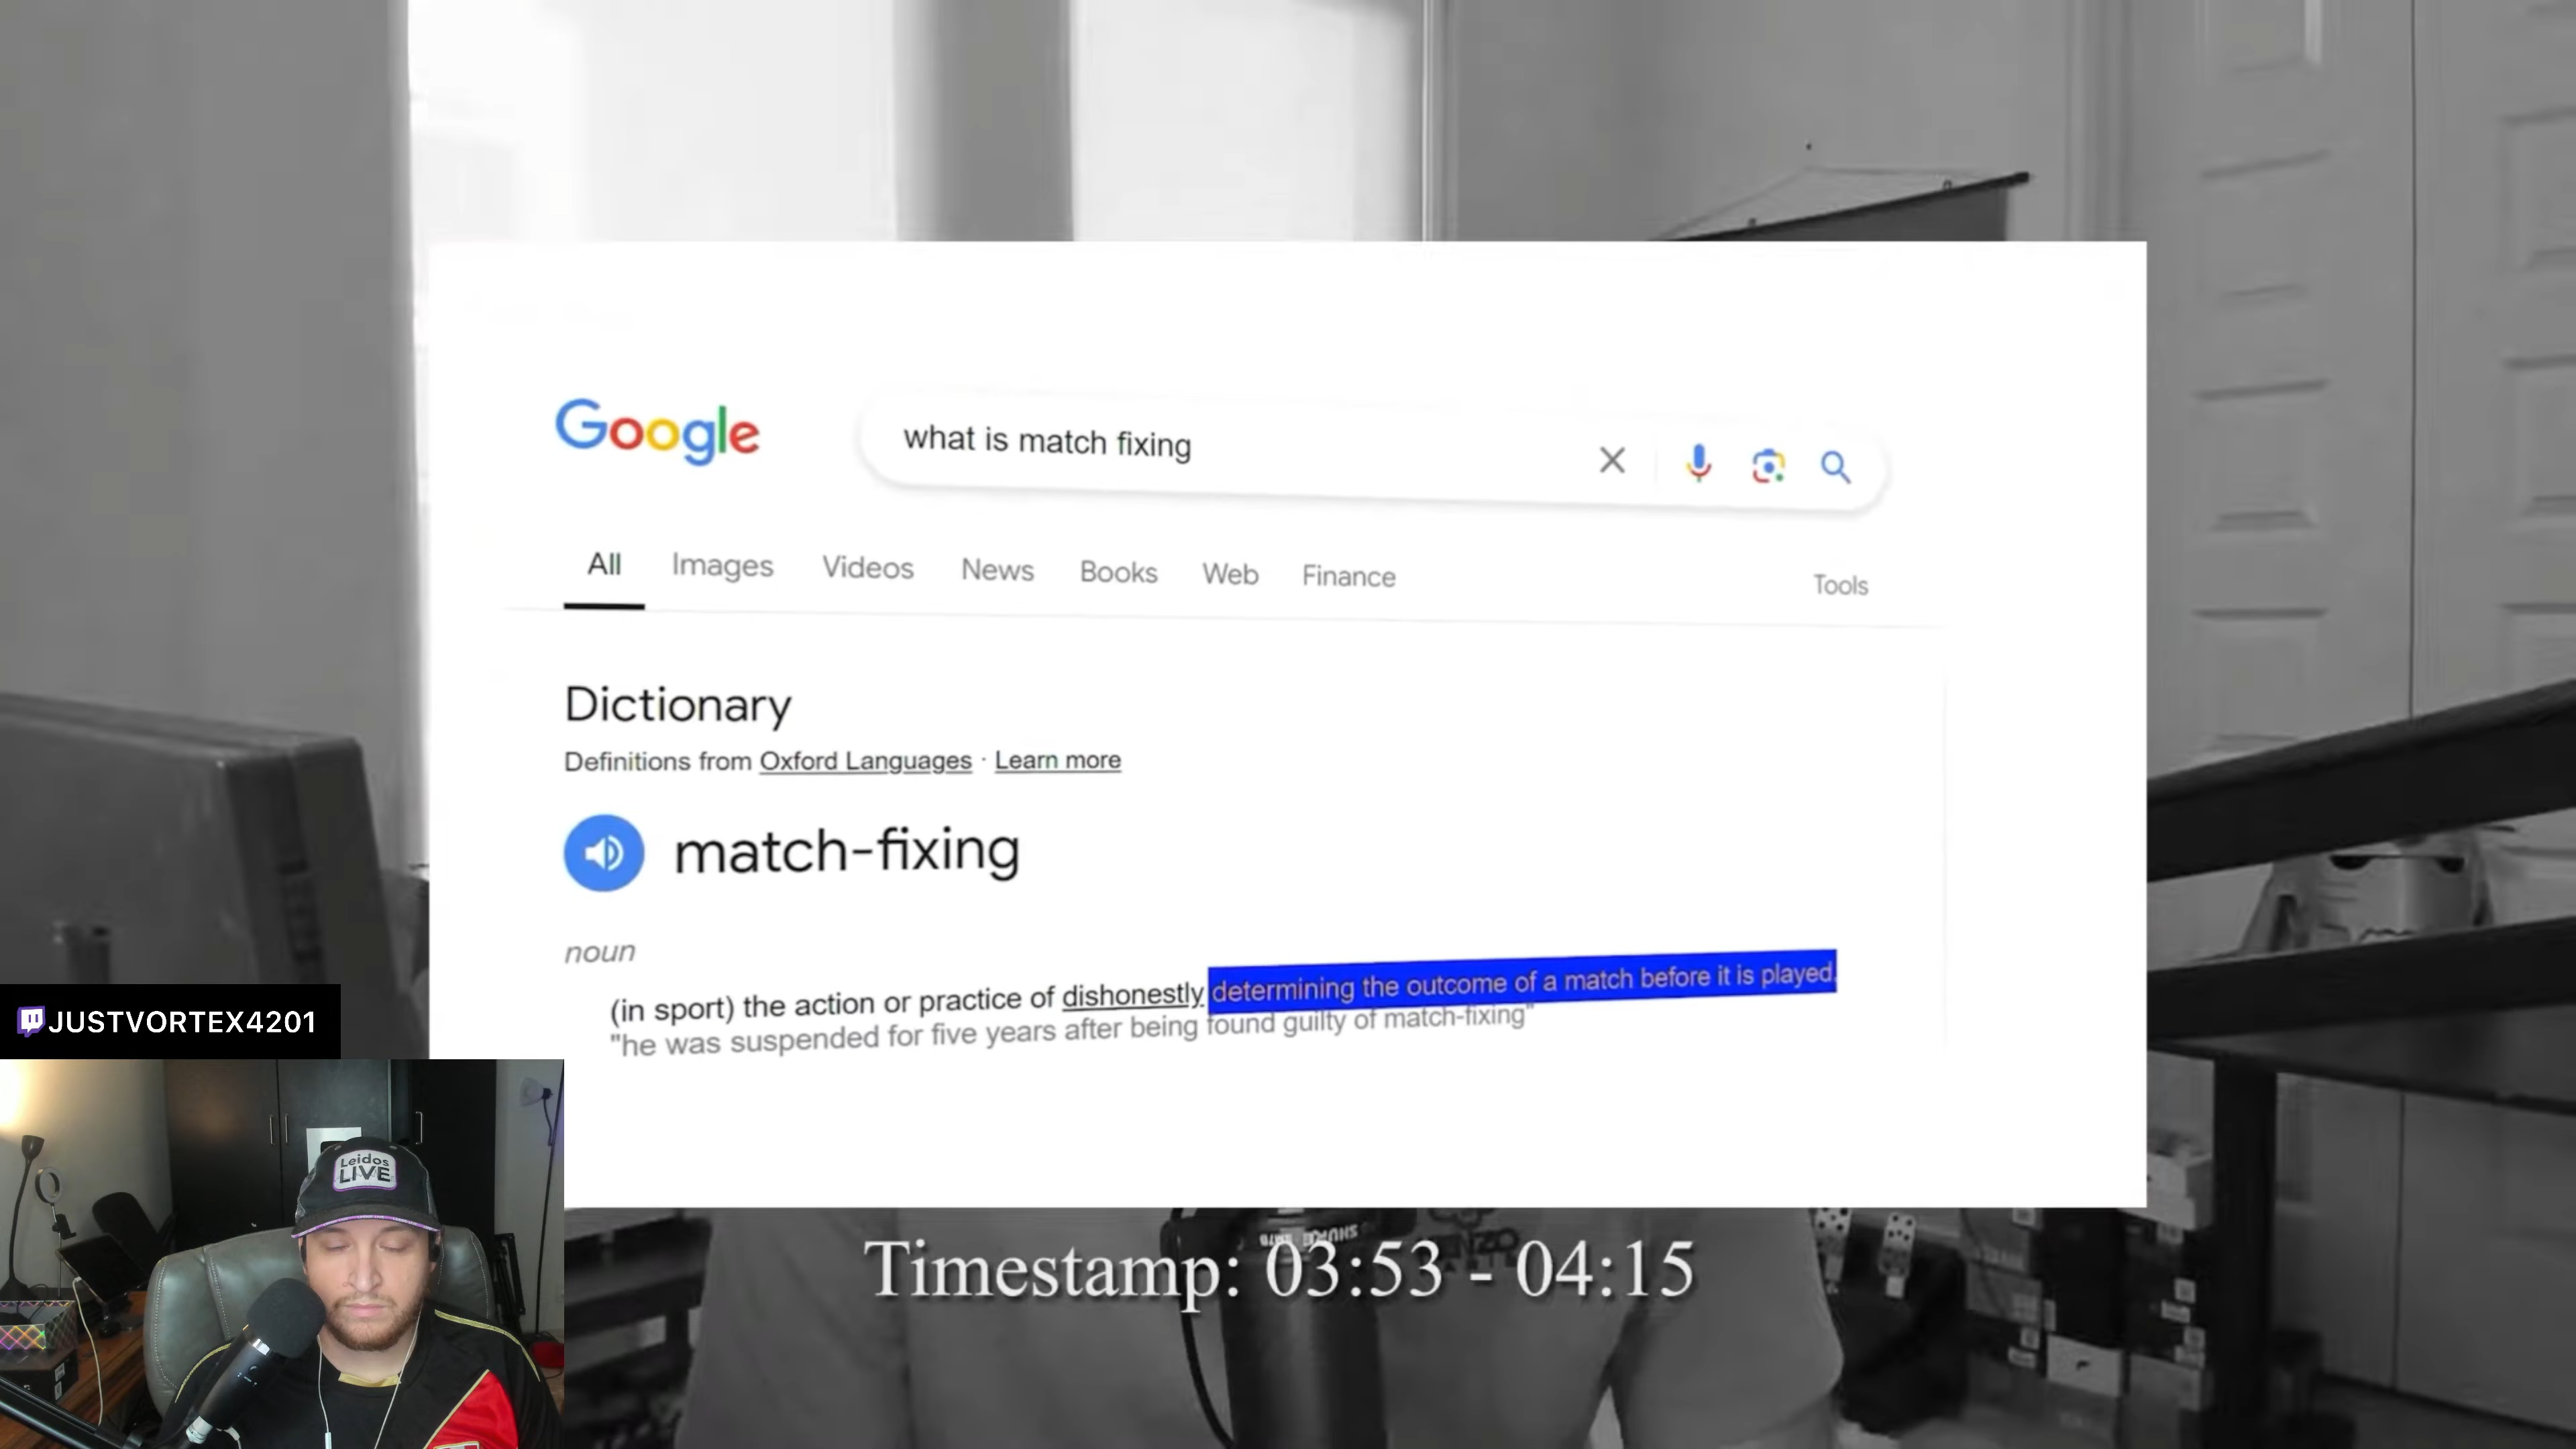 Google
what is match fixing
All Images Videos News Books Web Finance Tools
Dictionary
Definitions from Oxford Languages · Learn more
match-fixing
noun
(in sport) the action or practice of dishonestly determining the outcome of a match before it is played.
"he was suspended for five years after being found guilty of match-fixing"
JUSTVORTEX4201
Leidos
LIVE
Timestamp: 03:53 - 04:15